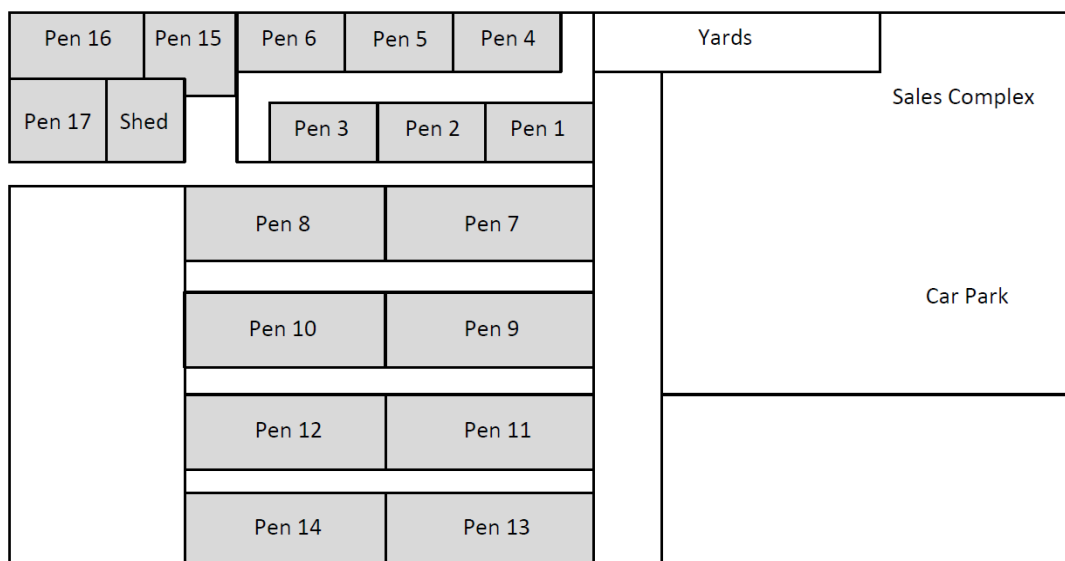 Pen 16
Pen 15
Pen 6
Pen 5
Pen 4
Yards
Sales Complex
Pen 17
Shed
Pen 3
Pen 2
Pen 1
Pen 8
Pen 7
Car Park
Pen 10
Pen 9
Pen 12
Pen 11
Pen 14
Pen 13